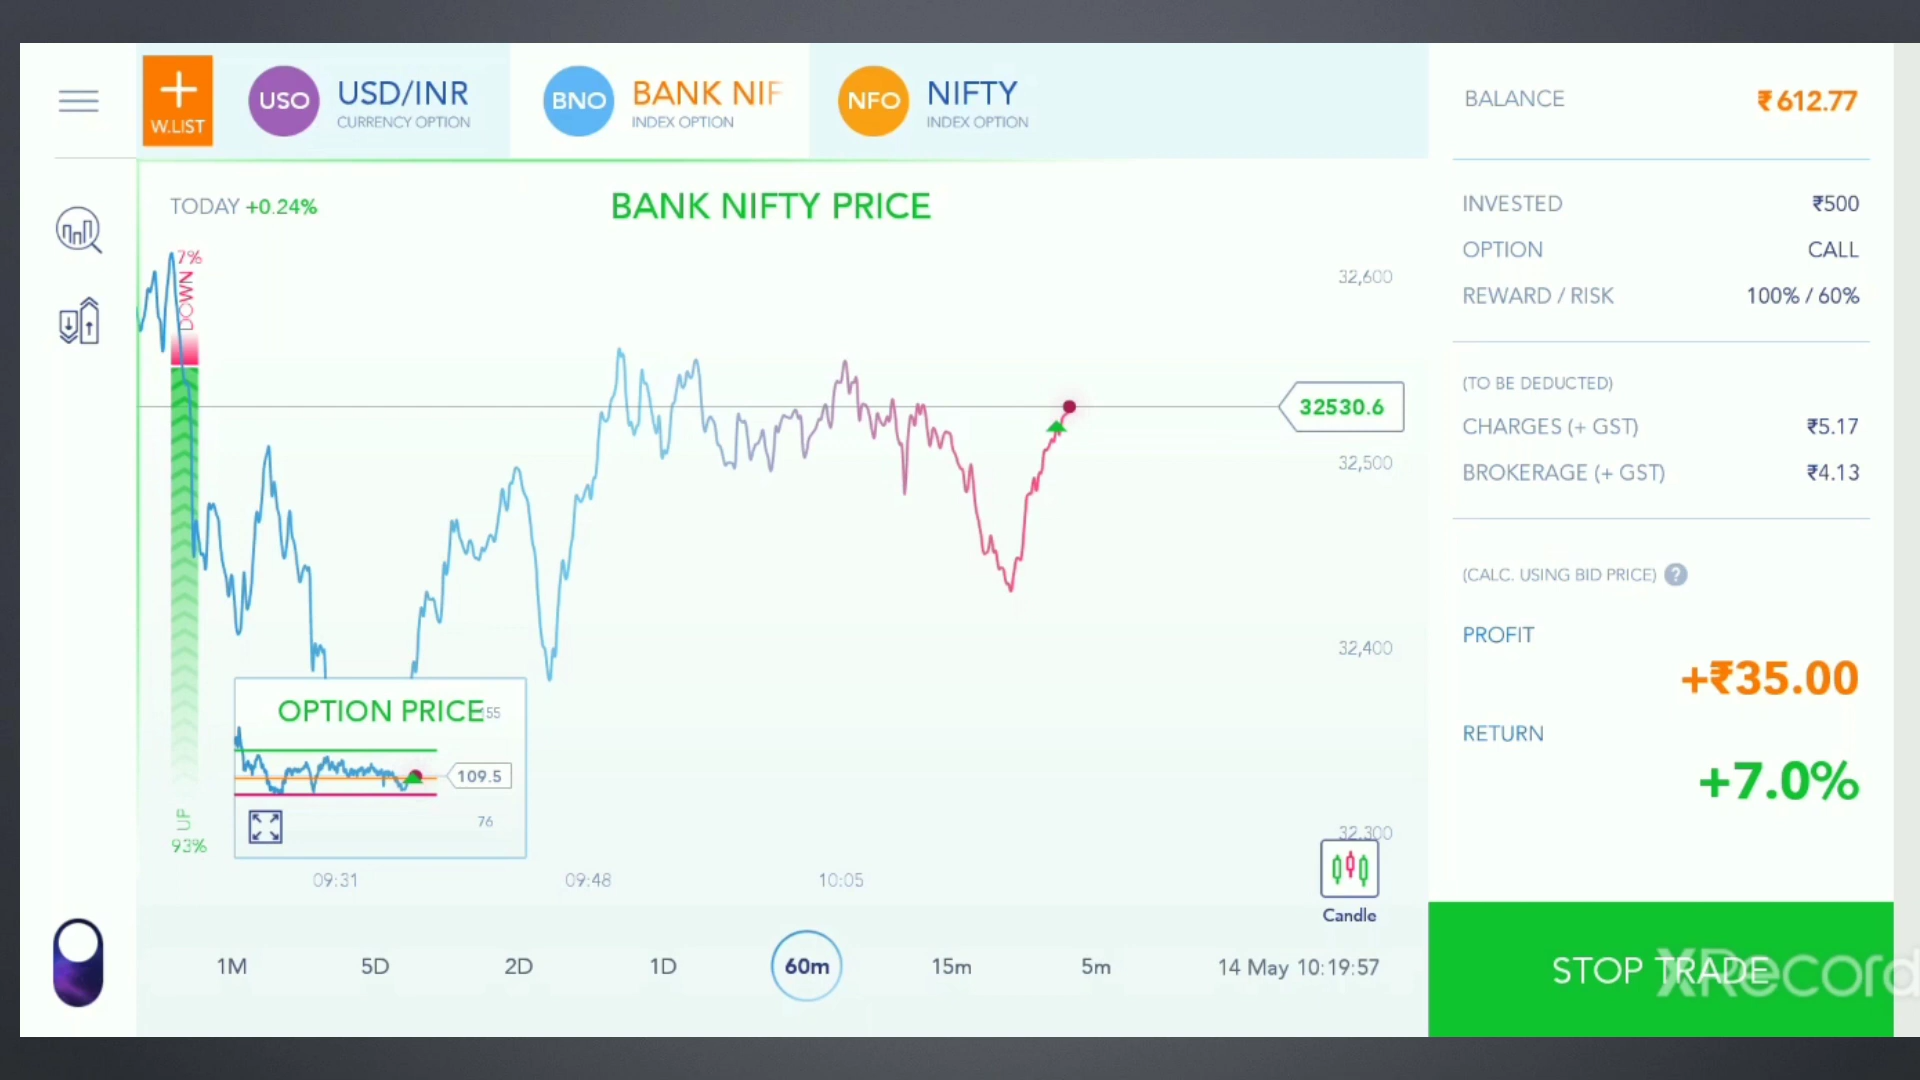 W.LIST
USO
USD/INR
CURRENCY OPTION
BNO
BANK NIF
INDEX OPTION
NFO
NIFTY
INDEX OPTION
BALANCE
₹612.77
TODAY +0.24%
BANK NIFTY PRICE
7%
DOWN
32,600
32530.6
32,500
32,400
32,300
INVESTED ₹500
OPTION CALL
REWARD / RISK 100% / 60%
(TO BE DEDUCTED)
CHARGES (+ GST) ₹5.17
BROKERAGE (+ GST) ₹4.13
(CALC. USING BID PRICE) ?
PROFIT
+₹35.00
RETURN
+7.0%
OPTION PRICE
155
109.5
76
UP
93%
09:31
09:48
10:05
Candle
1M
5D
2D
1D
60m
15m
5m
14 May 10:19:57
STOP TRADE
XRecord